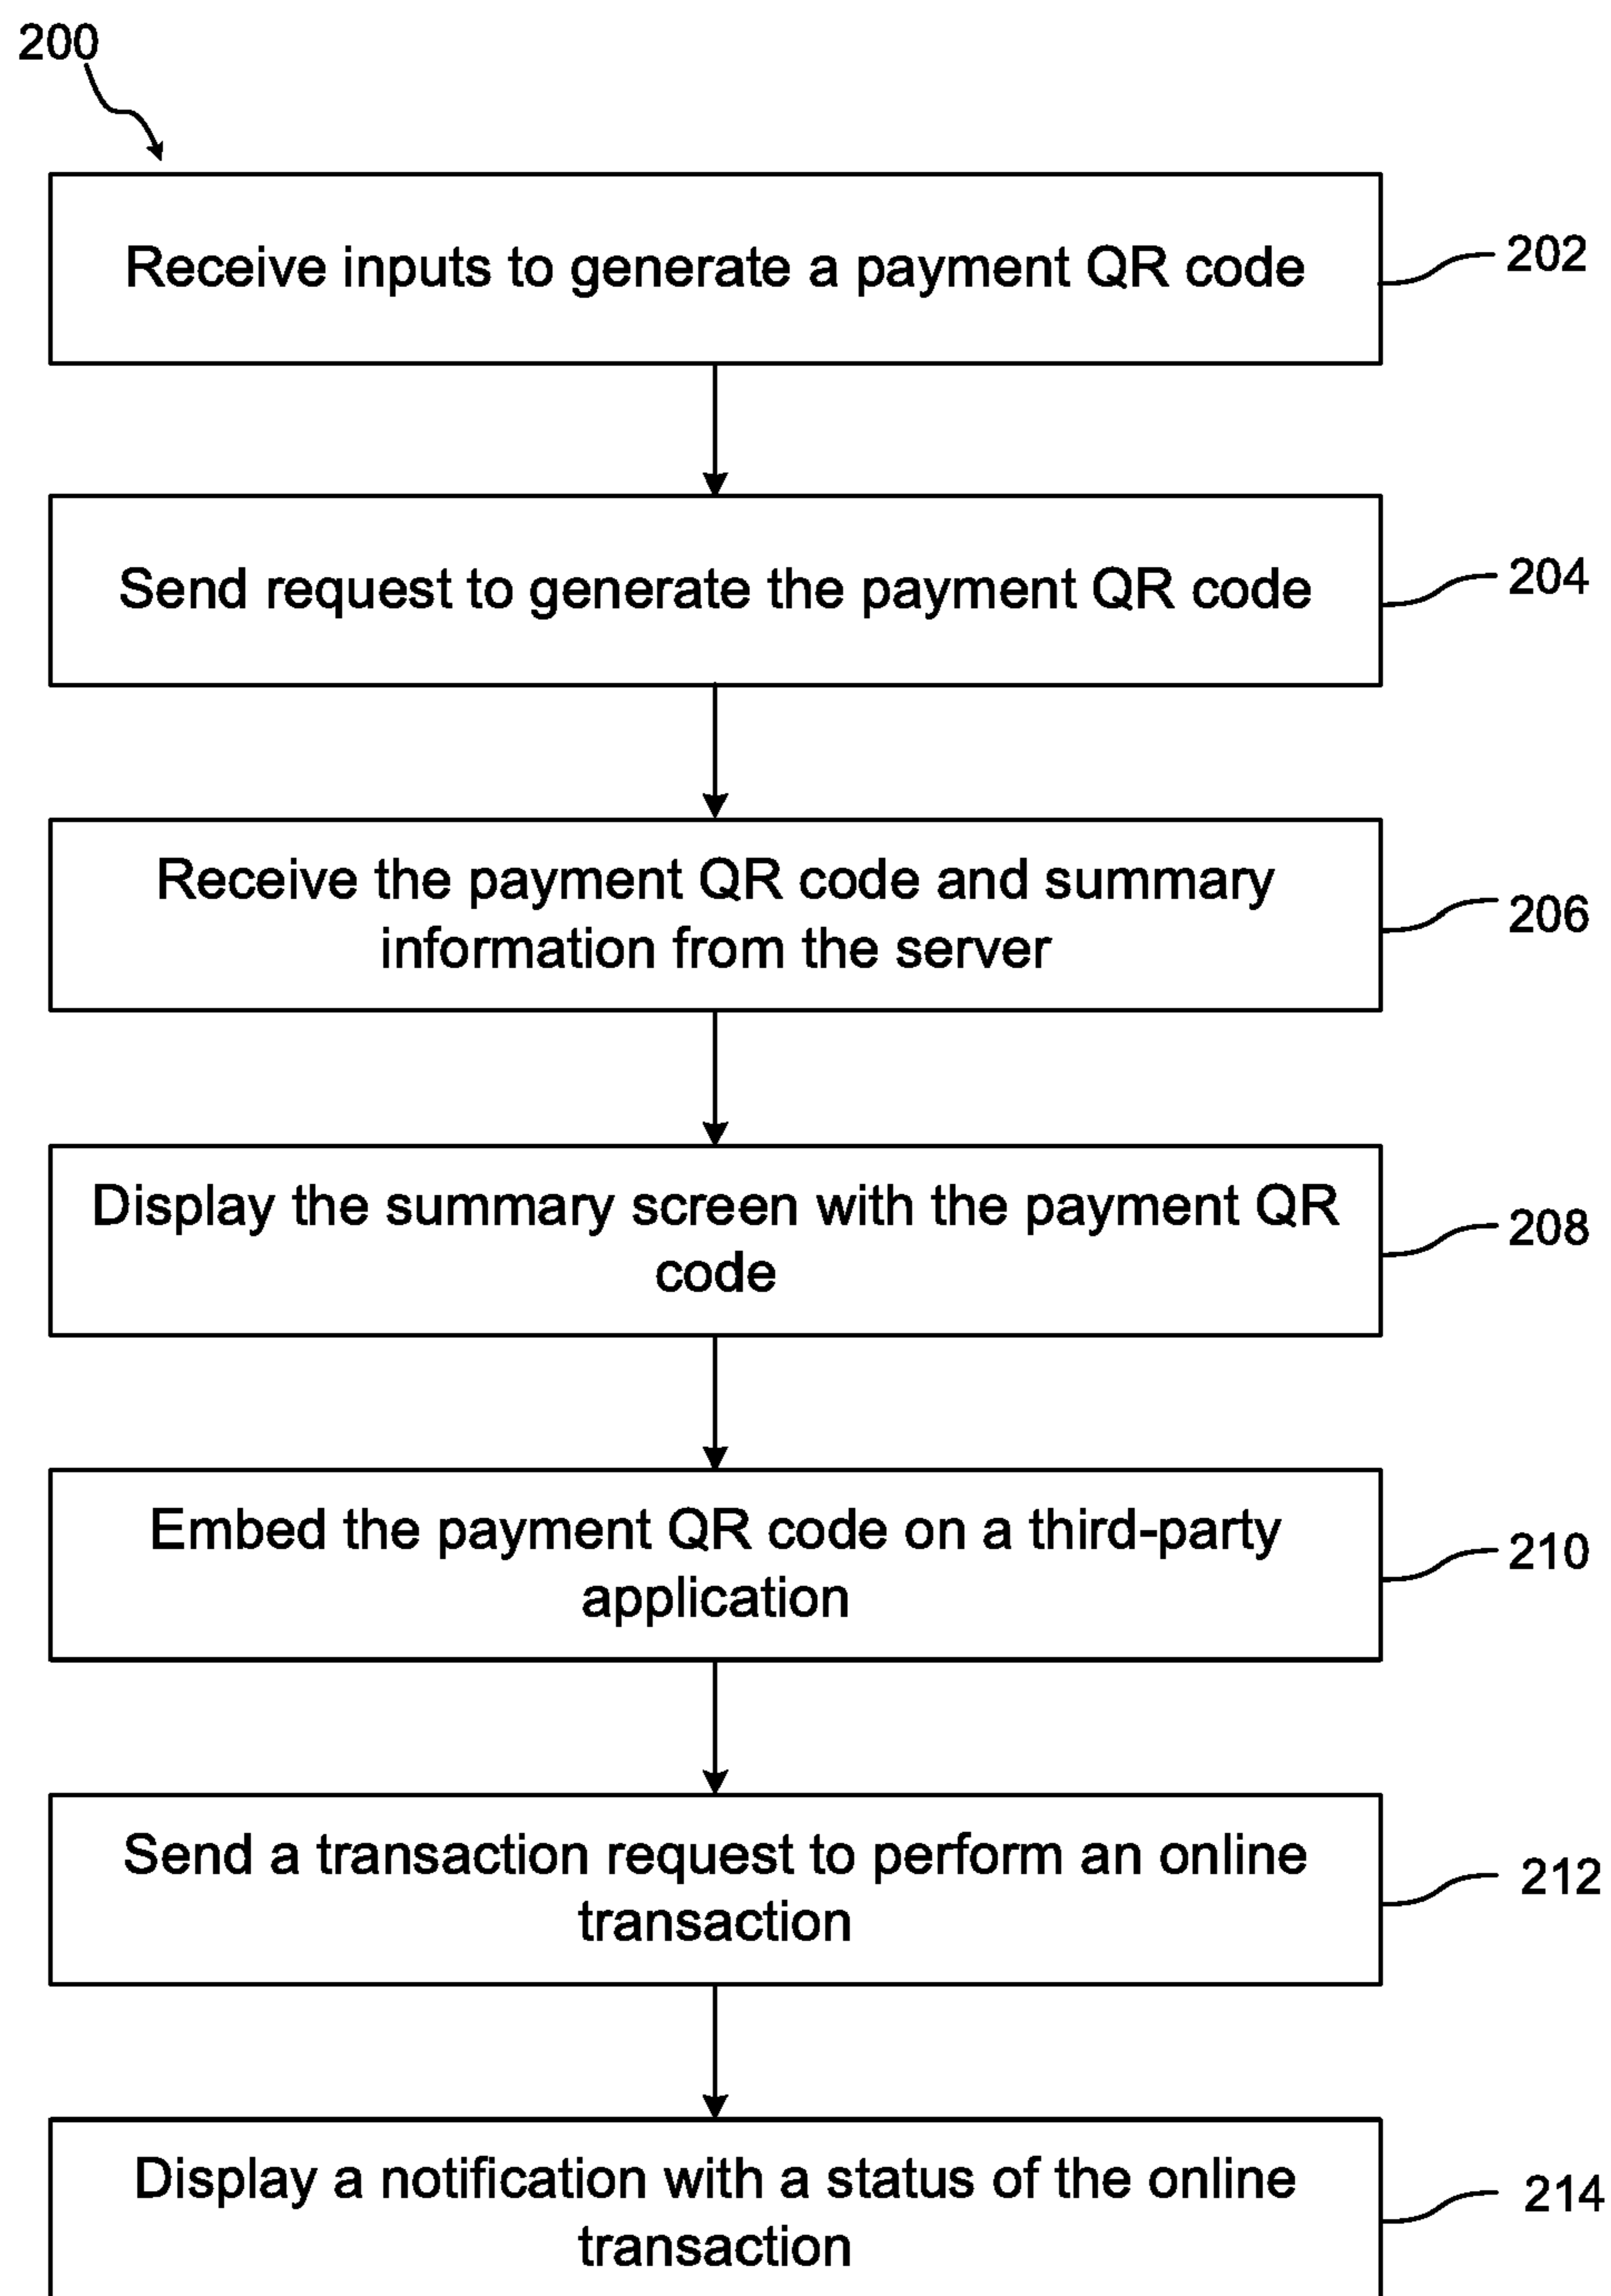 200
Receive inputs to generate a payment QR code
202
Send request to generate the payment QR code
204
Receive the payment QR code and summary
information from the server
206
Display the summary screen with the payment QR
code
208
Embed the payment QR code on a third-party
application
210
Send a transaction request to perform an online
transaction
212
Display a notification with a status of the online
transaction
214